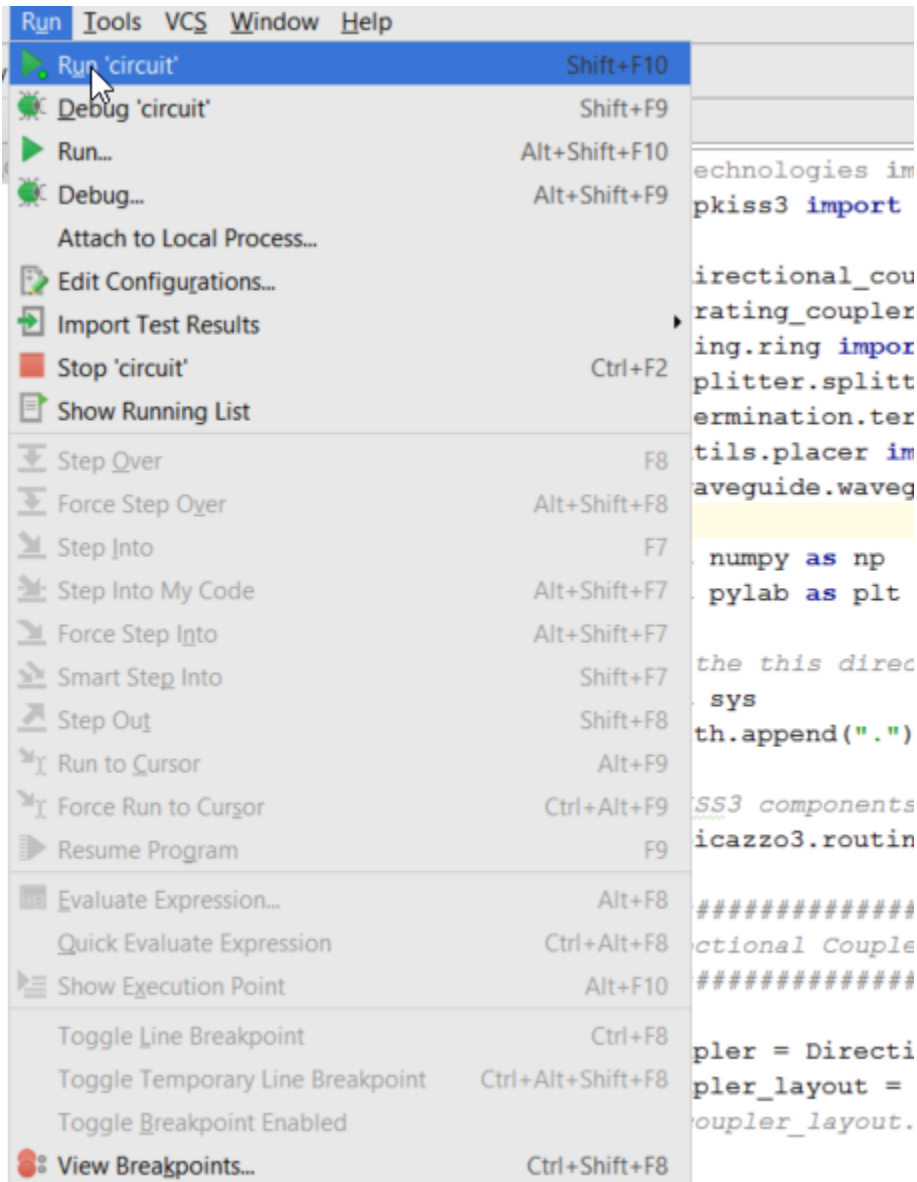 Run Tools VCS Window Help
Run 'circuit' Shift+F10
Debug 'circuit' Shift+F9
Run... Alt+Shift+F10
Debug... Alt+Shift+F9
Attach to Local Process...
Edit Configurations...
Import Test Results
Stop 'circuit' Ctrl+F2
Show Running List
Step Over F8
Force Step Over Alt+Shift+F8
Step Into F7
Step Into My Code Alt+Shift+F7
Force Step Into Alt+Shift+F7
Smart Step Into Shift+F7
Step Out Shift+F8
Run to Cursor Alt+F9
Force Run to Cursor Ctrl+Alt+F9
Resume Program F9
Evaluate Expression... Alt+F8
Quick Evaluate Expression Ctrl+Alt+F8
Show Execution Point Alt+F10
Toggle Line Breakpoint Ctrl+F8
Toggle Temporary Line Breakpoint Ctrl+Alt+Shift+F8
Toggle Breakpoint Enabled
View Breakpoints... Ctrl+Shift+F8
echnologies im
pkiss3 import
irectional_cou
rating_coupler
ing.ring impor
plitter.splitt
ermination.ter
tils.placer im
aveguide.waveg
numpy as np
pylab as plt
the this direc
sys
th.append(".")
SS3 components
icazzo3.routin
##############
ctional Couple
##############
pler = Directi
pler_layout =
oupler_layout.